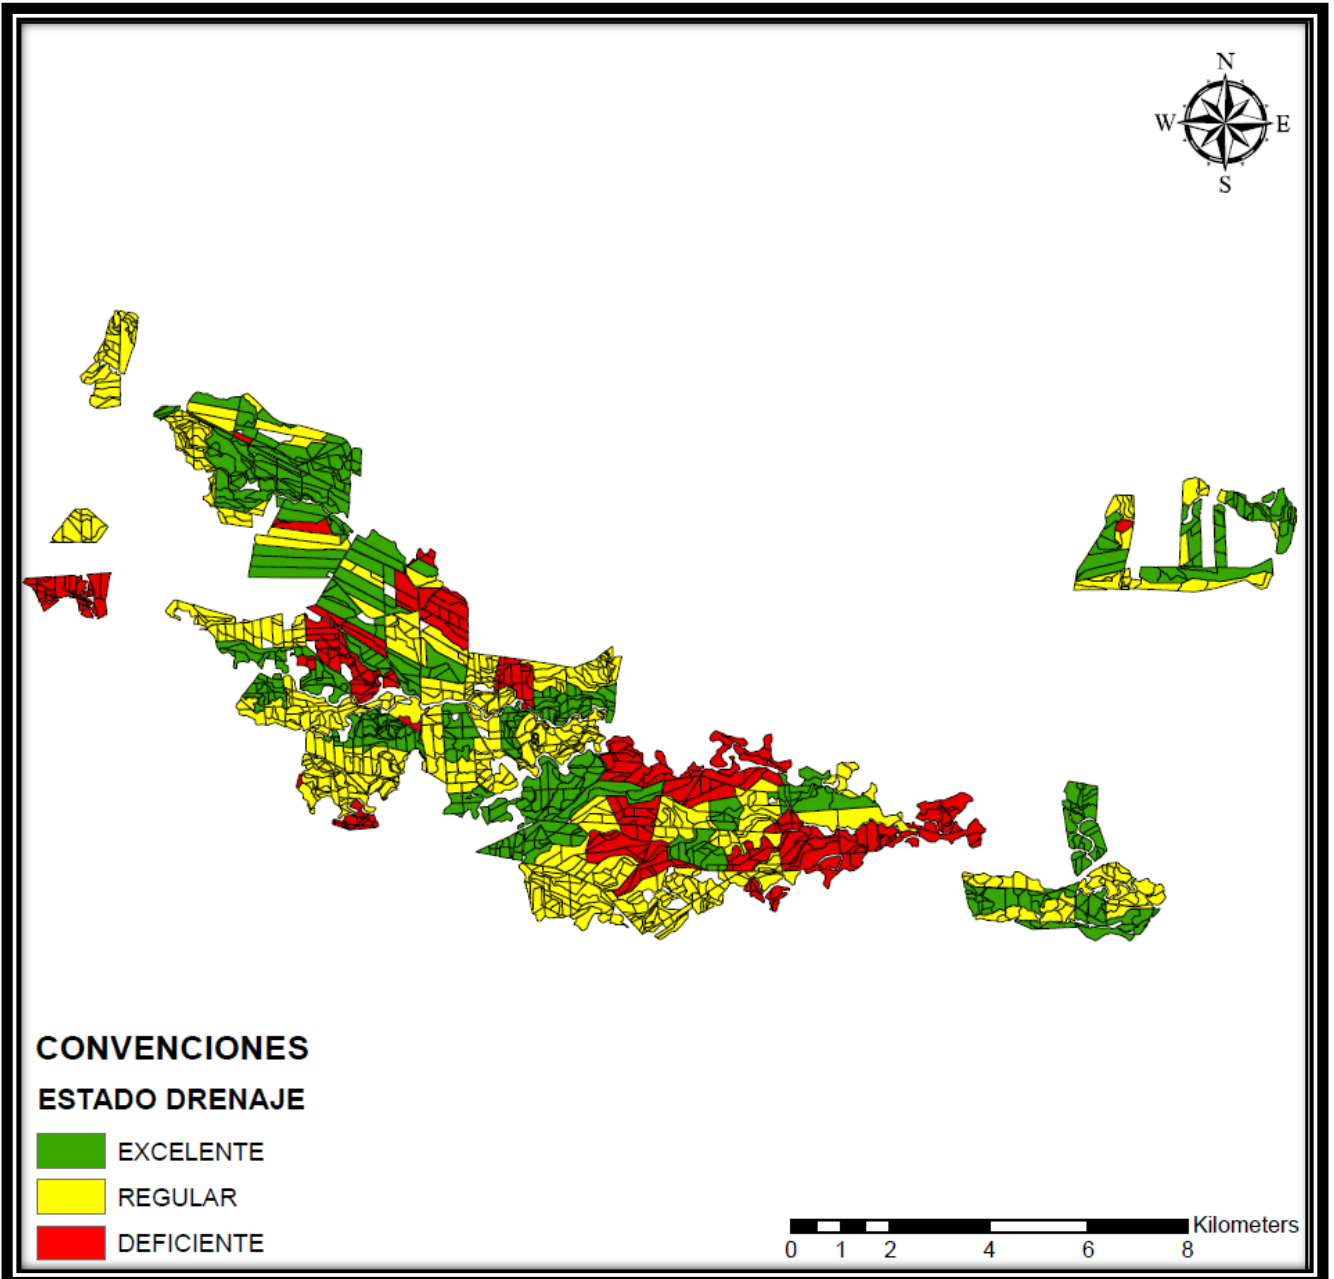 N
W E
S
CONVENCIONES
ESTADO DRENAJE
EXCELENTE
REGULAR
DEFICIENTE
Kilometers
0 1 2 4 6 8